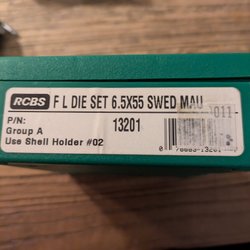 RCBS F L DIE SET 6.5X55 SWED MAU
P/N: 13201
Group A
Use Shell Holder #02